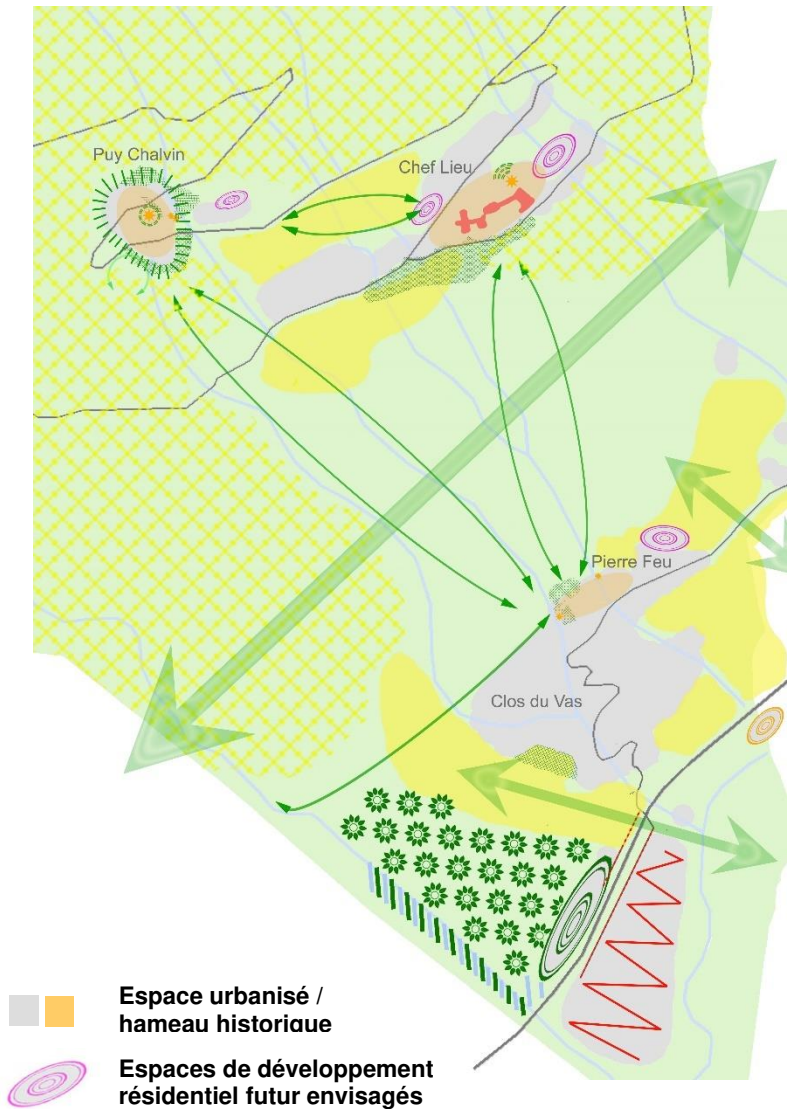 Puy Chalvin
Chef Lieu
Pierre Feu
Clos du Vas
Espace urbanisé /
hameau historique
Espaces de développement
résidentiel futur envisagés